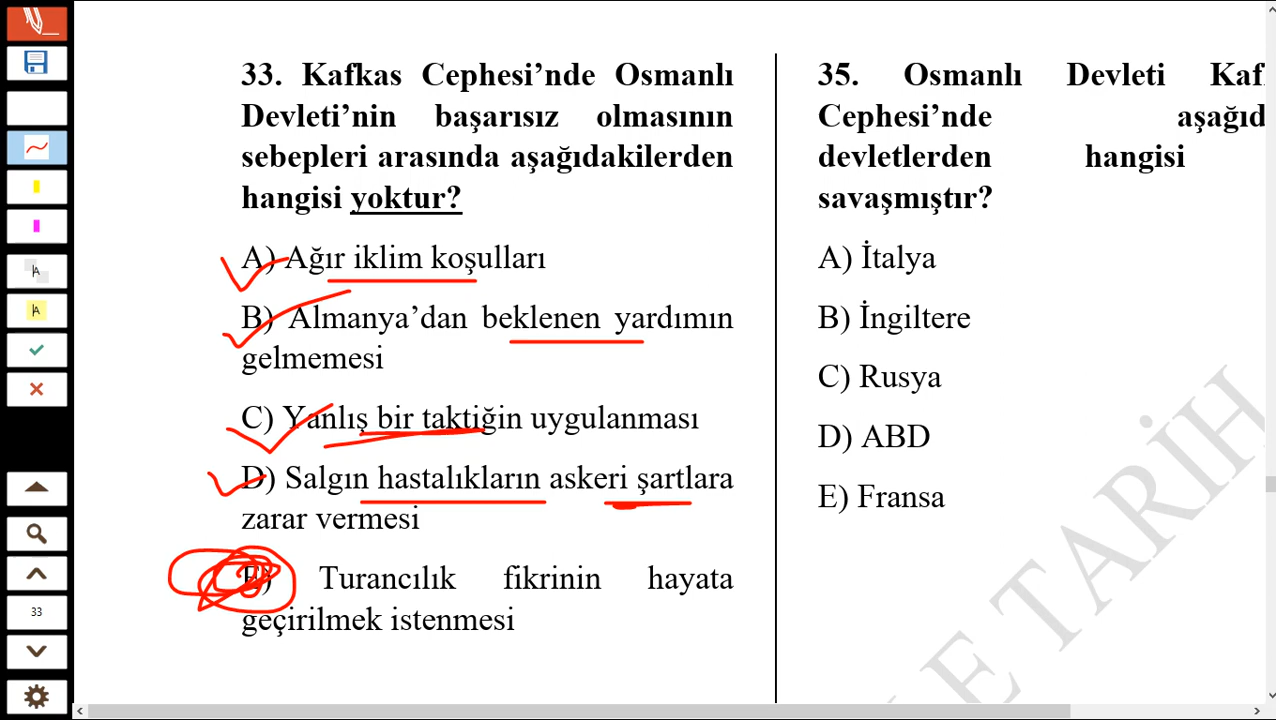 33. Kafkas Cephesi’nde Osmanlı
Devleti’nin başarısız olmasının
sebepleri arasında aşağıdakilerden
hangisi yoktur?
A) Ağır iklim koşulları
B) Almanya’dan beklenen yardımın
gelmemesi
C) Yanlış bir taktiğin uygulanması
D) Salgın hastalıkların askeri şartlara
zarar vermesi
E) Turancılık fikrinin hayata
geçirilmek istenmesi
35. Osmanlı Devleti Kaf
Cephesi’nde aşağıd
devletlerden hangisi
savaşmıştır?
A) İtalya
B) İngiltere
C) Rusya
D) ABD
E) Fransa
E TARİH
33